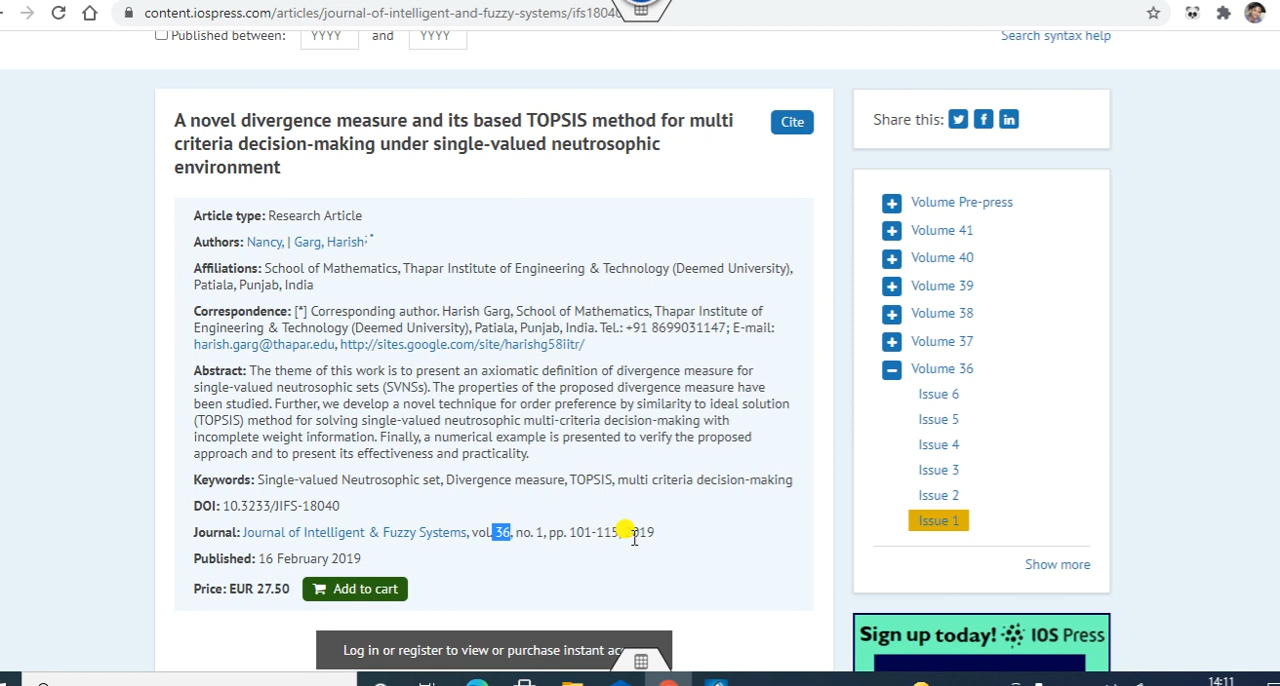 content.iospress.com/articles/journal-of-intelligent-and-fuzzy-systems/ifs1804
Published between: YYYY and YYYY
Search syntax help
A novel divergence measure and its based TOPSIS method for multi
criteria decision-making under single-valued neutrosophic
environment
Cite
Article type: Research Article
Authors: Nancy, | Garg, Harish; *
Affiliations: School of Mathematics, Thapar Institute of Engineering & Technology (Deemed University),
Patiala, Punjab, India
Correspondence: [*] Corresponding author. Harish Garg, School of Mathematics, Thapar Institute of
Engineering & Technology (Deemed University), Patiala, Punjab, India. Tel.: +91 8699031147; E-mail:
harish.garg@thapar.edu, http://sites.google.com/site/harishg58iitr/
Abstract: The theme of this work is to present an axiomatic definition of divergence measure for
single-valued neutrosophic sets (SVNSs). The properties of the proposed divergence measure have
been studied. Further, we develop a novel technique for order preference by similarity to ideal solution
(TOPSIS) method for solving single-valued neutrosophic multi-criteria decision-making with
incomplete weight information. Finally, a numerical example is presented to verify the proposed
approach and to present its effectiveness and practicality.
Keywords: Single-valued Neutrosophic set, Divergence measure, TOPSIS, multi criteria decision-making
DOI: 10.3233/JIFS-18040
Journal: Journal of Intelligent & Fuzzy Systems, vol. 36, no. 1, pp. 101-115, 2019
Published: 16 February 2019
Price: EUR 27.50
Add to cart
Log in or register to view or purchase instant
Share this:
Volume Pre-press
Volume 41
Volume 40
Volume 39
Volume 38
Volume 37
Volume 36
Issue 6
Issue 5
Issue 4
Issue 3
Issue 2
Issue 1
Show more
Sign up today! IOS Press
14:11